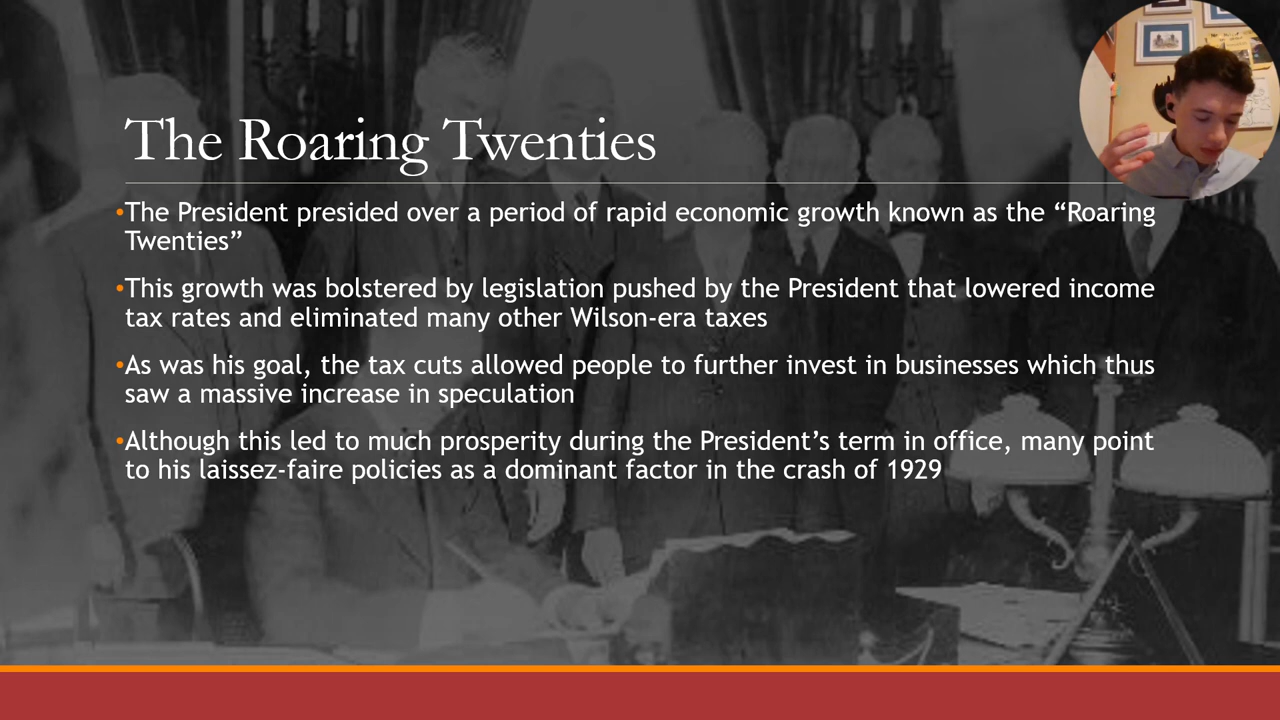 The Roaring Twenties
•The President presided over a period of rapid economic growth known as the “Roaring
Twenties”
•This growth was bolstered by legislation pushed by the President that lowered income
tax rates and eliminated many other Wilson-era taxes
•As was his goal, the tax cuts allowed people to further invest in businesses which thus
saw a massive increase in speculation
•Although this led to much prosperity during the President’s term in office, many point
to his laissez-faire policies as a dominant factor in the crash of 1929